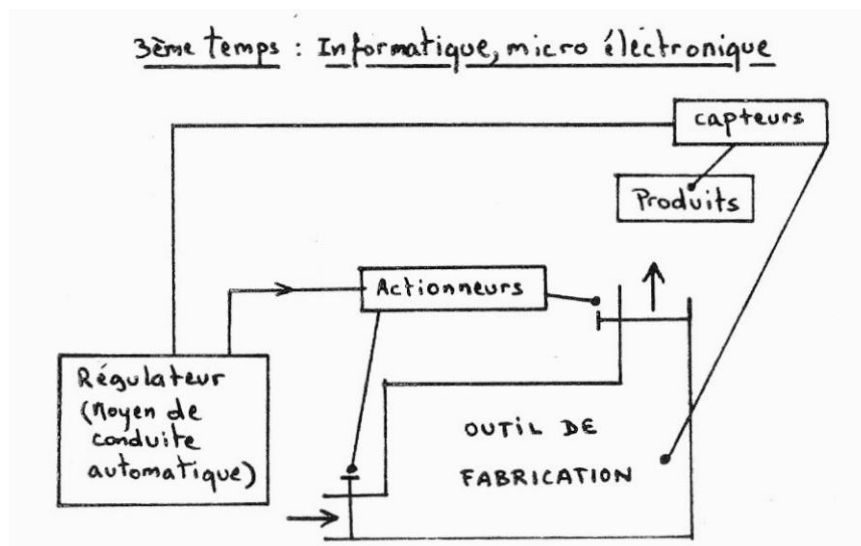 3ème temps : Informatique, micro électronique
capteurs
Produits
Actionneurs
Régulateur
(Moyen de
conduite
automatique)
OUTIL DE
FABRICATION